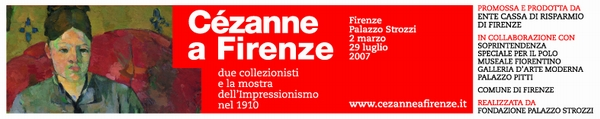 Cézanne
a Firenze
due collezionisti
e la mostra
dell'Impressionismo
nel 1910
Firenze
Palazzo Strozzi
2 marzo
29 luglio
2007
www.cezanneafirenze.it
PROMOSSA E PRODOTTA DA
ENTE CASSA DI RISPARMIO
DI FIRENZE
IN COLLABORAZIONE CON
SOPRINTENDENZA
SPECIALE PER IL POLO
MUSEALE FIORENTINO
GALLERIA D'ARTE MODERNA
PALAZZO PITTI
COMUNE DI FIRENZE
REALIZZATA DA
FONDAZIONE PALAZZO STROZZI